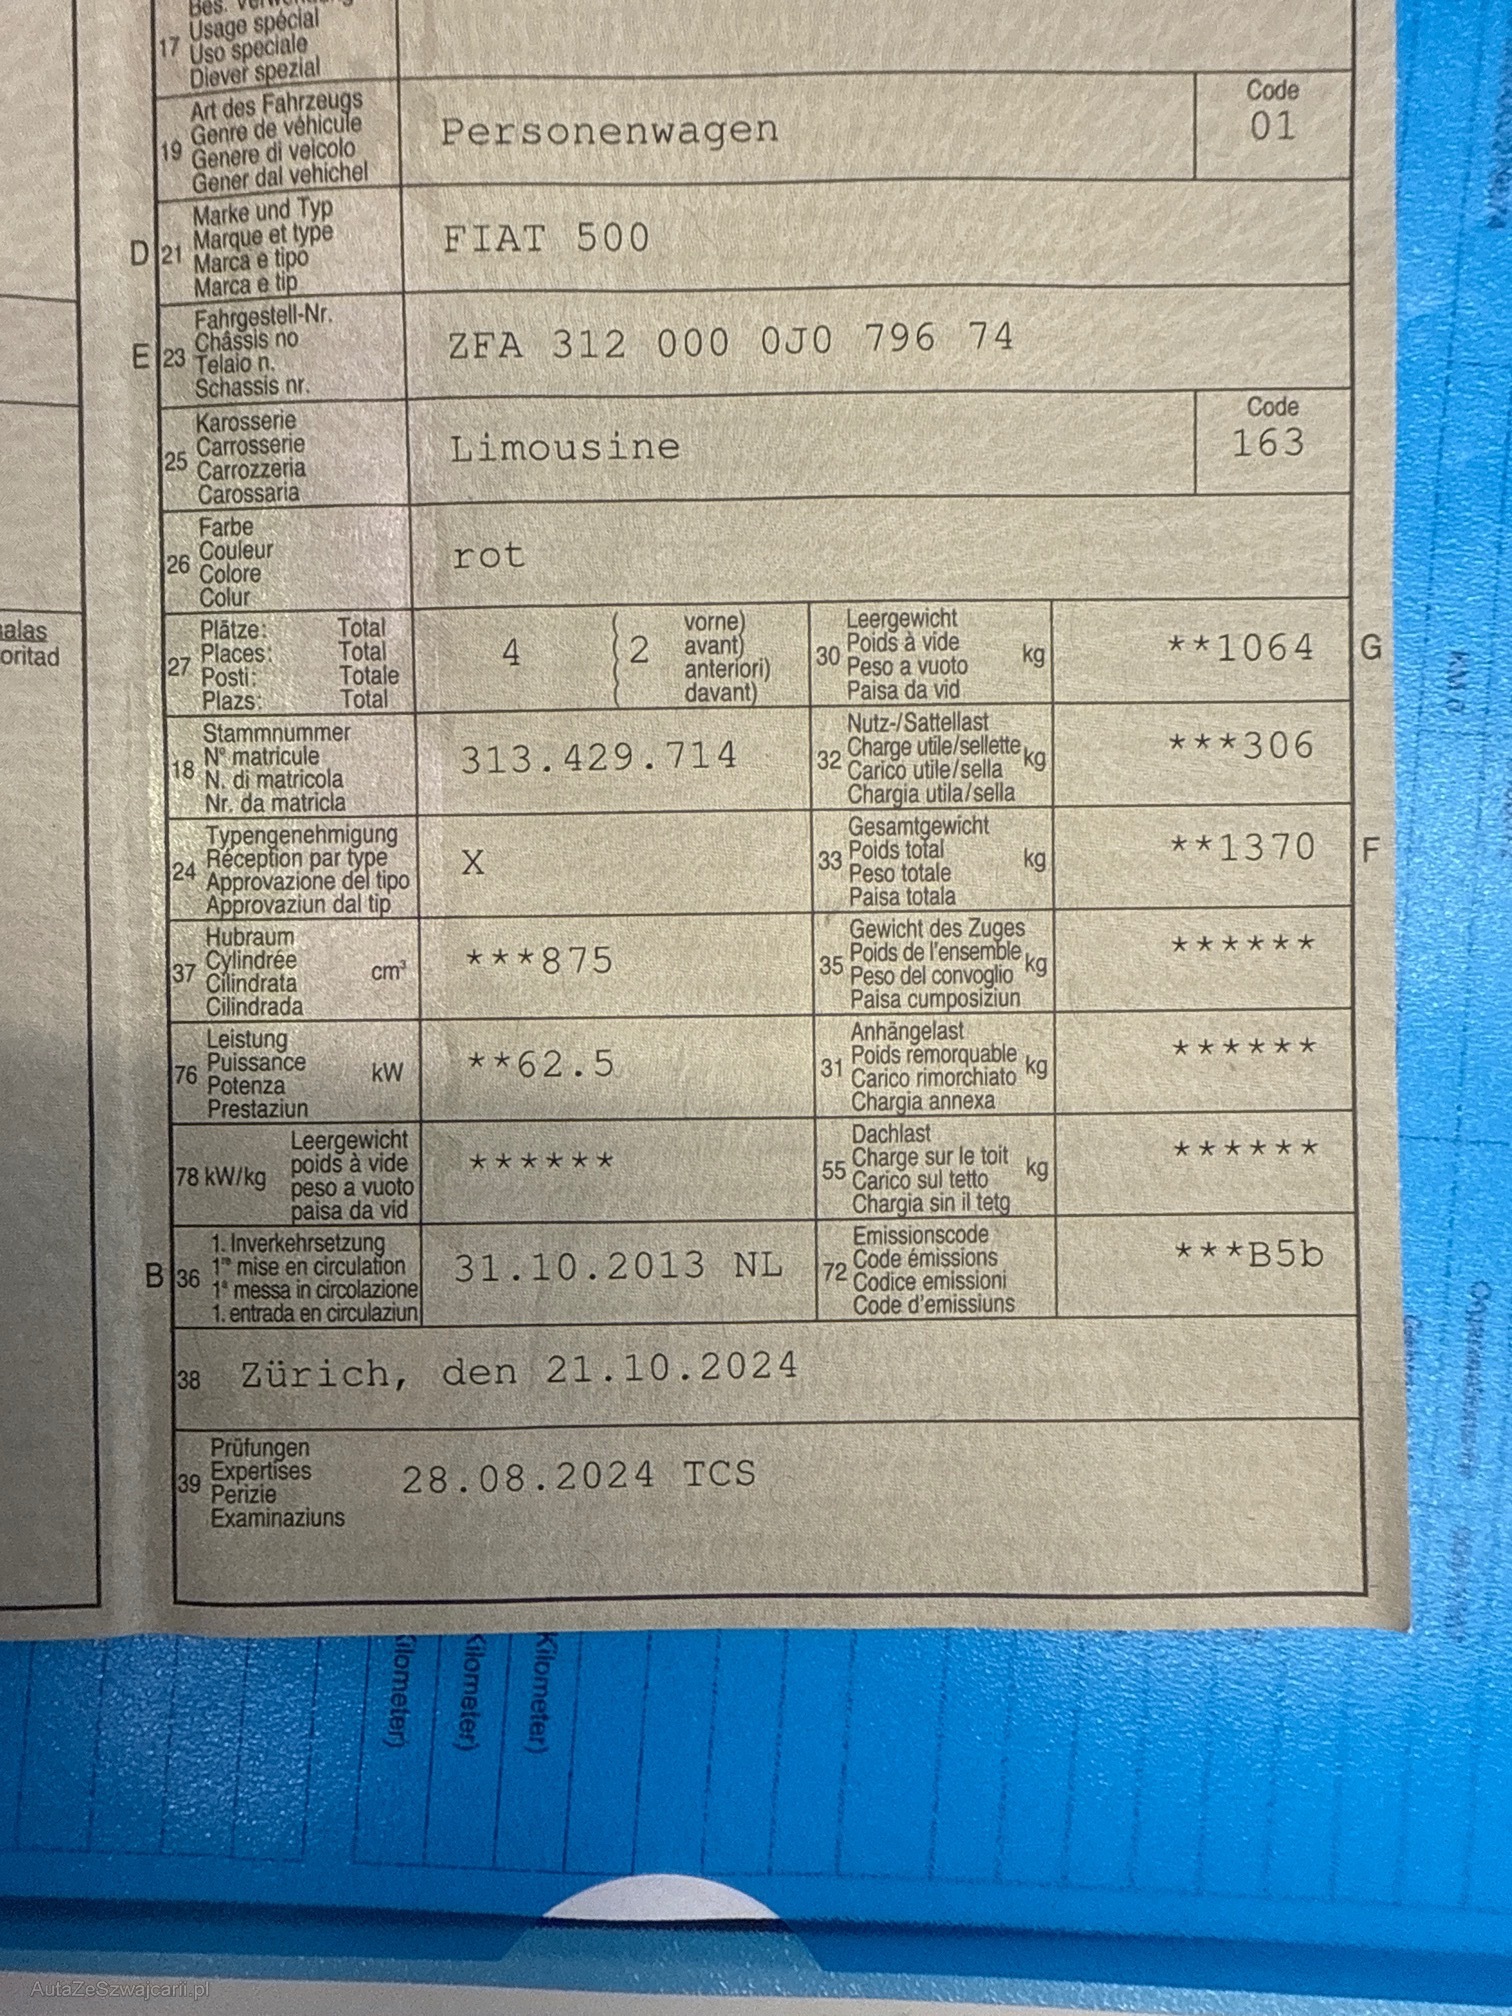 Usage spécial
17 Uso speciale
Diever spezial
Art des Fahrzeugs
Genre de véhicule
19 Genere di veicolo
Gener dal vehichel
Personenwagen
Code
01
Marke und Typ
Marque et type
D 21 Marca e tipo
Marca e tip
FIAT 500
Fahrgestell-Nr.
Châssis no
E 23 Telaio n.
Schassis nr.
ZFA 312 000 0J0 796 74
Karosserie
Carrosserie
25 Carrozzeria
Carossaria
Limousine
Code
163
Farbe
Couleur
26 Colore
Colur
rot
Plätze: Total
Places: Total
27 Posti: Totale
Plazs: Total
4 2
vorne)
avant)
anteriori)
davant)
Leergewicht
30 Poids à vide kg
Peso a vuoto
Paisa da vid
**1064 G
Stammnummer
N° matricule
18 N. di matricola
Nr. da matricla
313.429.714
Nutz-/Sattellast
32 Charge utile/sellette kg
Carico utile/sella
Chargia utila/sella
***306
Typengenehmigung
Réception par type
24 Approvazione del tipo
Approvaziun dal tip
X
Gesamtgewicht
33 Poids total kg
Peso totale
Paisa totala
**1370 F
Hubraum
Cylindrée
37 Cilindrata cm³
Cilindrada
***875
Gewicht des Zuges
35 Poids de l'ensemble kg
Peso del convoglio
Paisa cumposiziun
******
Leistung
Puissance
76 Potenza kW
Prestaziun
**62.5
Anhängelast
31 Poids remorquable kg
Carico rimorchiato
Chargia annexa
******
Leergewicht
78 kW/kg poids à vide
peso a vuoto
paisa da vid
******
Dachlast
55 Charge sur le toit kg
Carico sul tetto
Chargia sin il tetg
******
1. Inverkehrsetzung
B 36 1re mise en circulation
1a messa in circolazione
1. entrada en circulaziun
31.10.2013 NL
Emissionscode
72 Code émissions
Codice emissioni
Code d'emissiuns
***B5b
38 Zürich, den 21.10.2024
Prüfungen
39 Expertises
Perizie
Examinaziuns
28.08.2024 TCS
alas
oritad
Kilometer)
Kilometer)
Kilometer)
AutaZeSzwajcarii.pl